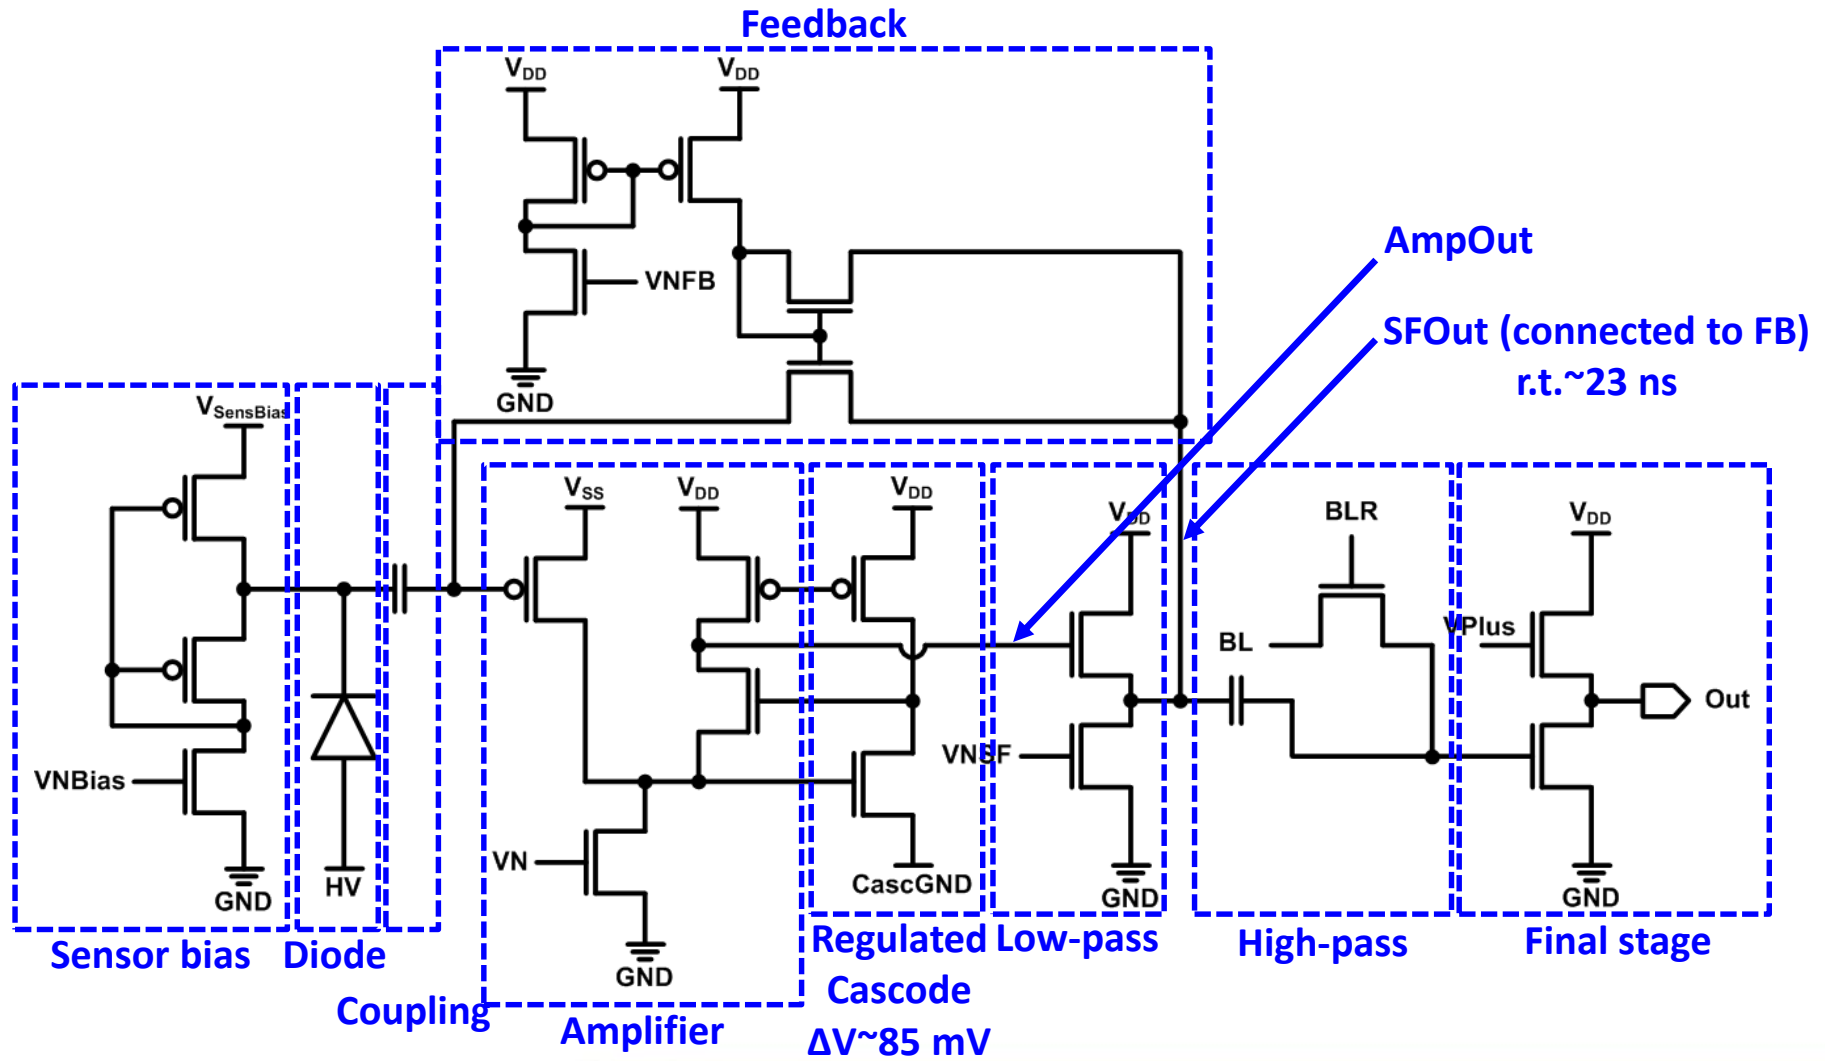 Feedback
VDD
VDD
VNFB
GND
AmpOut
SFOut (connected to FB)
r.t.~23 ns
VSensBias
VSS
VDD
VDD
VDD
BLR
VDD
BL
VPlus
Out
VNSF
VNBias
VN
HV
GND
CascGND
GND
GND
GND
Sensor bias
Diode
Coupling
Amplifier
Regulated
Cascode
ΔV~85 mV
Low-pass
High-pass
Final stage